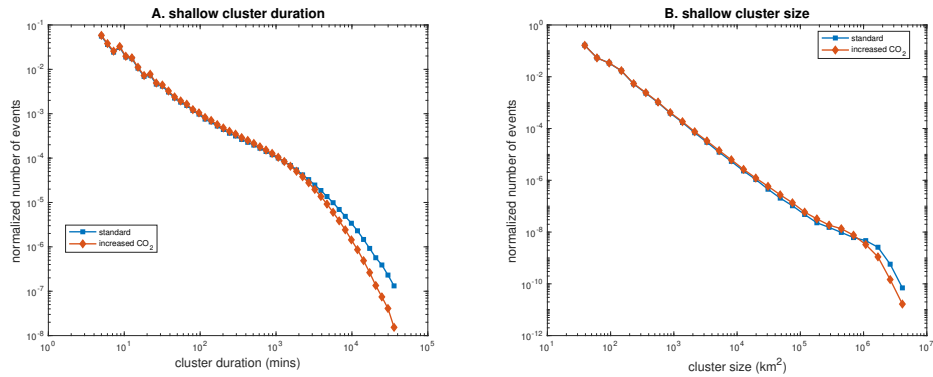 A. shallow cluster duration
normalized number of events
10^-1
10^-2
10^-3
10^-4
10^-5
10^-6
10^-7
10^-8
standard
increased CO_2
10^0
10^1
10^2
10^3
10^4
10^5
cluster duration (mins)
B. shallow cluster size
normalized number of events
10^0
10^-2
10^-4
10^-6
10^-8
10^-10
10^-12
standard
increased CO_2
10^1
10^2
10^3
10^4
10^5
10^6
10^7
cluster size (km^2)